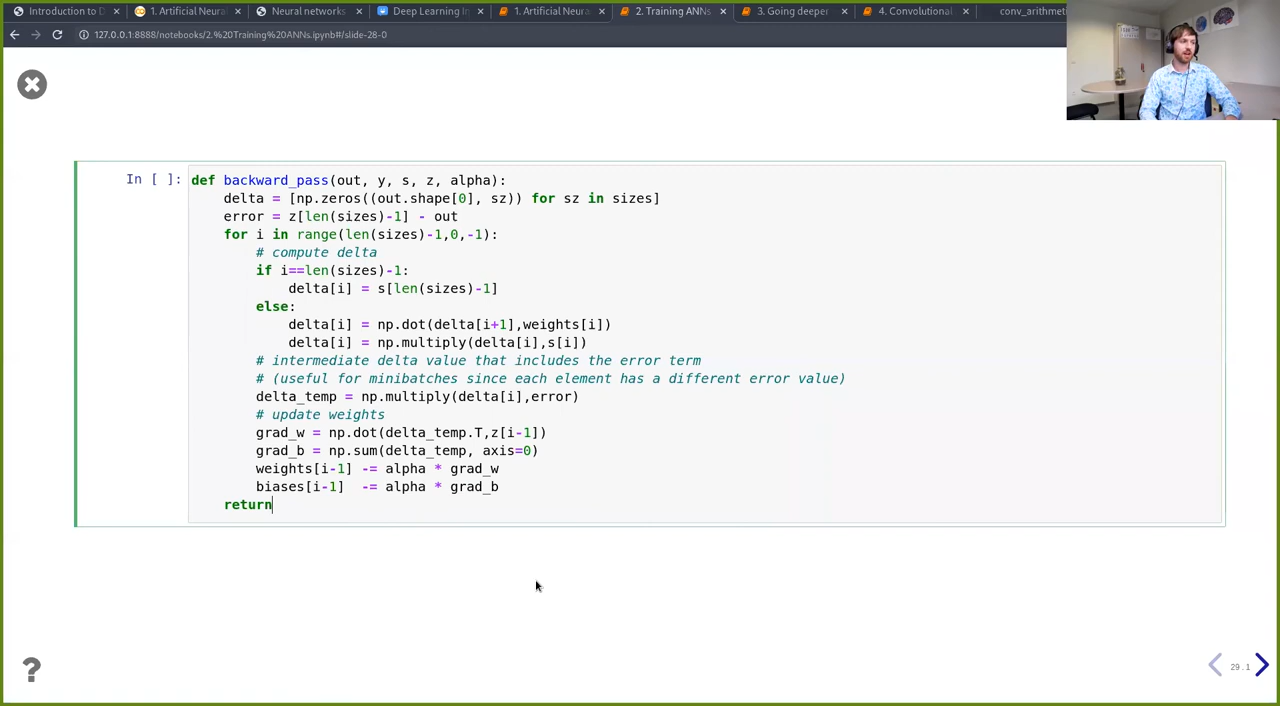 Introduction to D
1. Artificial Neura
Neural networks
Deep Learning In
1. Artificial Neura
2. Training ANNs
3. Going deeper
4. Convolutional
conv_arithmeti
127.0.0.1:8888/notebooks/2.%20Training%20ANNs.ipynb#/slide-28-0
In [ ]:
def backward_pass(out, y, s, z, alpha):
    delta = [np.zeros((out.shape[0], sz)) for sz in sizes]
    error = z[len(sizes)-1] - out
    for i in range(len(sizes)-1,0,-1):
        # compute delta
        if i==len(sizes)-1:
            delta[i] = s[len(sizes)-1]
        else:
            delta[i] = np.dot(delta[i+1],weights[i])
            delta[i] = np.multiply(delta[i],s[i])
        # intermediate delta value that includes the error term
        # (useful for minibatches since each element has a different error value)
        delta_temp = np.multiply(delta[i],error)
        # update weights
        grad_w = np.dot(delta_temp.T,z[i-1])
        grad_b = np.sum(delta_temp, axis=0)
        weights[i-1] -= alpha * grad_w
        biases[i-1]  -= alpha * grad_b
    return
?
29.1